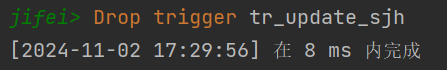 jifei> Drop trigger tr_update_sjh
[2024-11-02 17:29:56] 在 8 ms 内完成